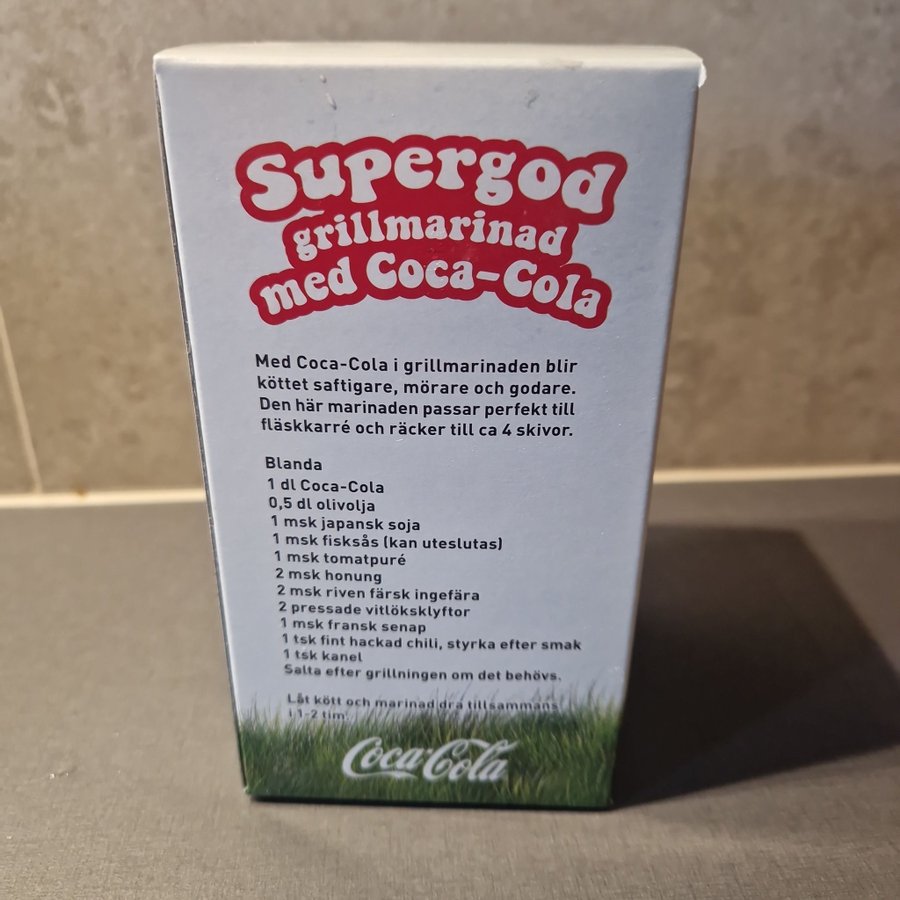 Supergod
grillmarinad
med Coca-Cola
Med Coca-Cola i grillmarinaden blir
köttet saftigare, mörare och godare.
Den här marinaden passar perfekt till
fläskkarré och räcker till ca 4 skivor.
Blanda
1 dl Coca-Cola
0,5 dl olivolja
1 msk japansk soja
1 msk fisksås (kan uteslutas)
1 msk tomatpuré
2 msk honung
2 msk riven färsk ingefära
2 pressade vitlöksklyftor
1 msk fransk senap
1 tsk fint hackad chili, styrka efter smak
1 tsk kanel
Salta efter grillningen om det behövs.
Låt kött och marinad dra tillsammans
i 1-2 tim.
Coca-Cola